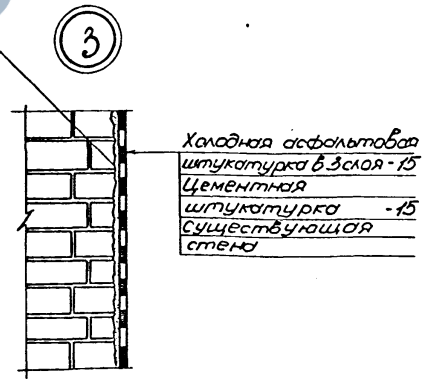 3
Холодная асфальтовая
штукатурка в 3 слоя - 15
Цементная
штукатурка - 15
Существующая
стена